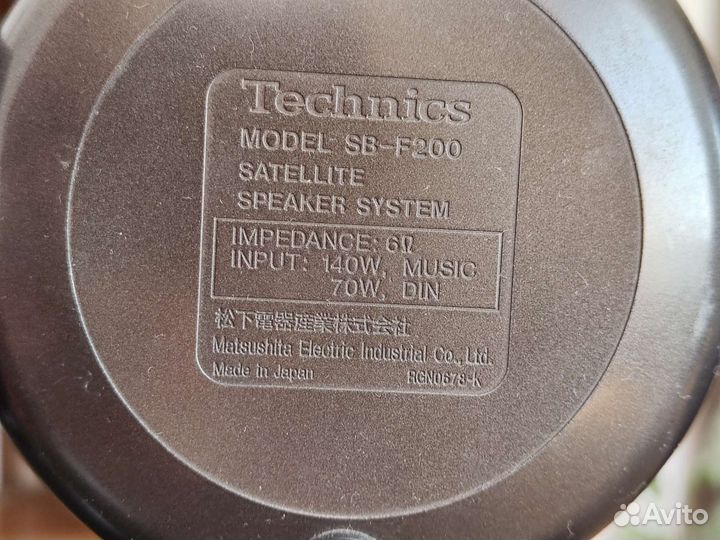 Technics
MODEL SB-F200
SATELLITE
SPEAKER SYSTEM
IMPEDANCE: 6Ω
INPUT: 140W, MUSIC
70W, DIN
松下電器産業株式会社
Matsushita Electric Industrial Co., Ltd.
Made in Japan RGN0673-K
Avito